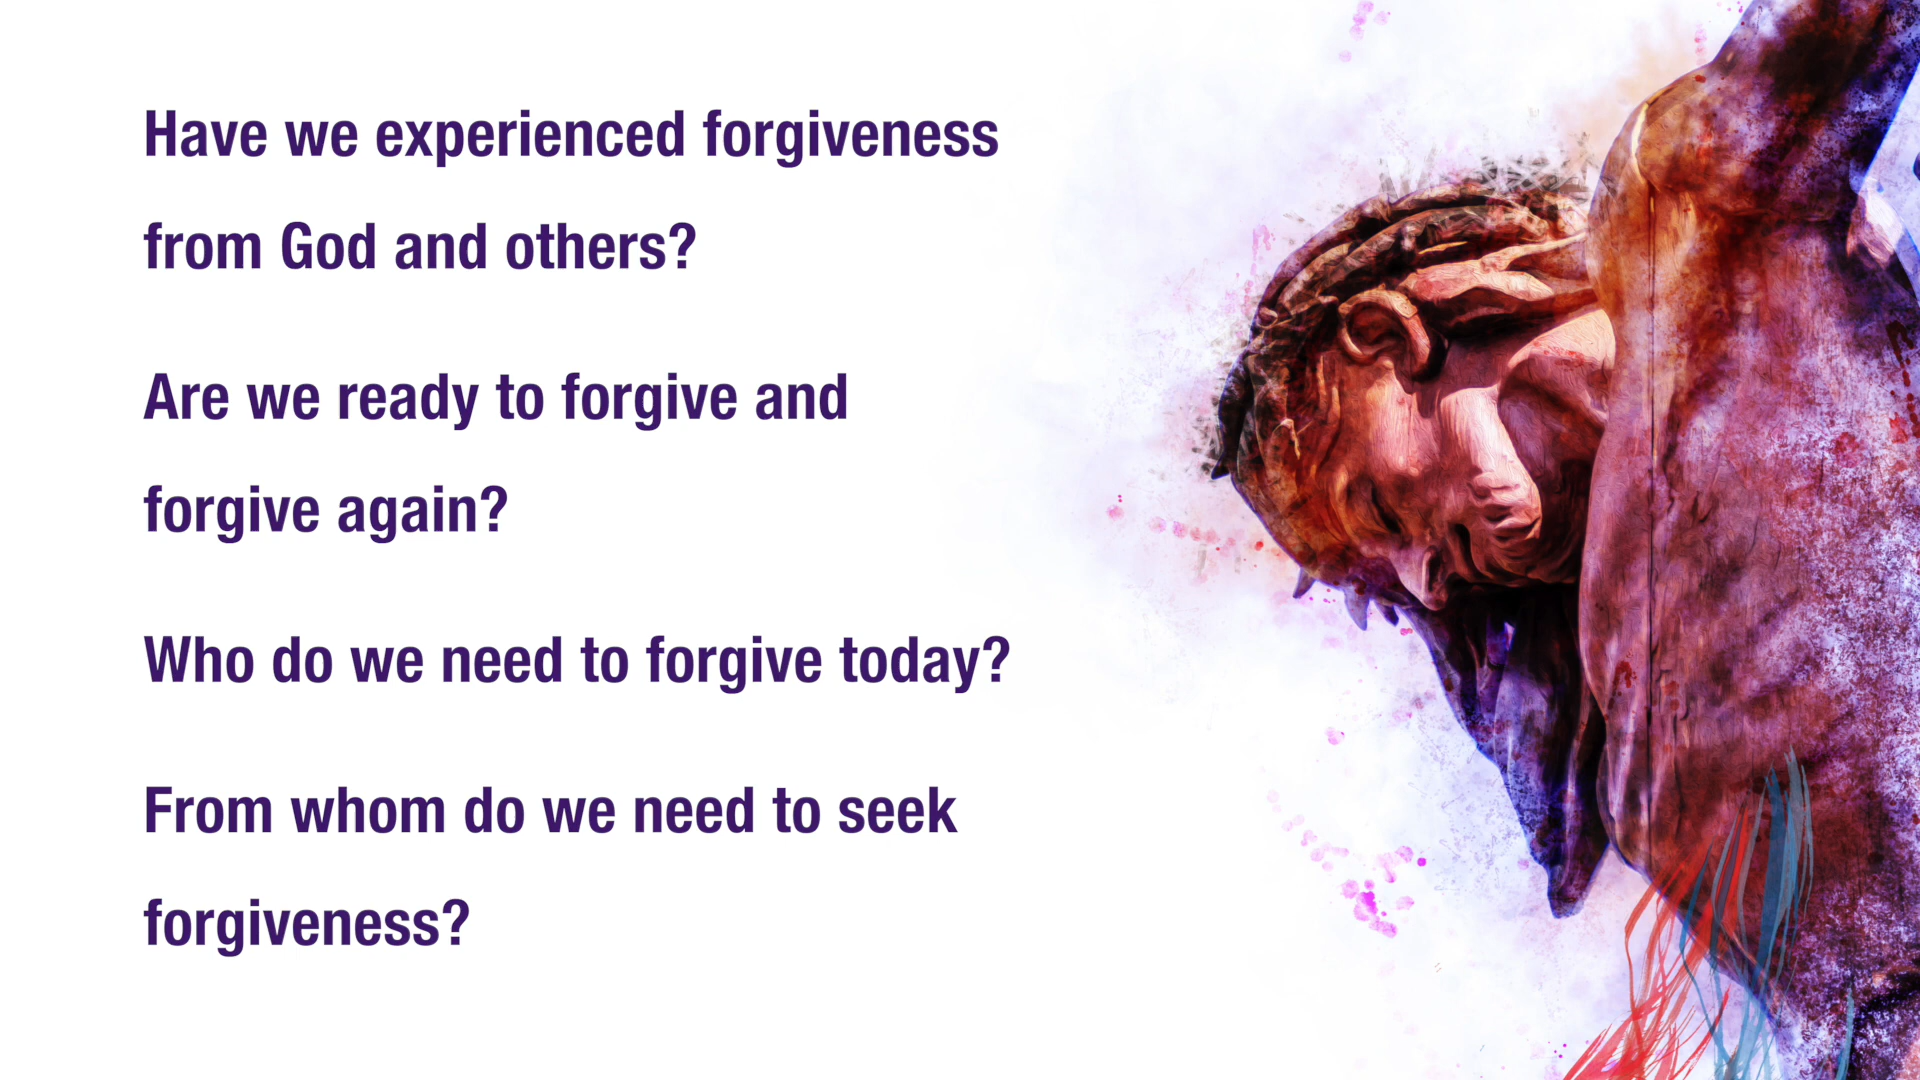 Have we experienced forgiveness
from God and others?
Are we ready to forgive and
forgive again?
Who do we need to forgive today?
From whom do we need to seek
forgiveness?